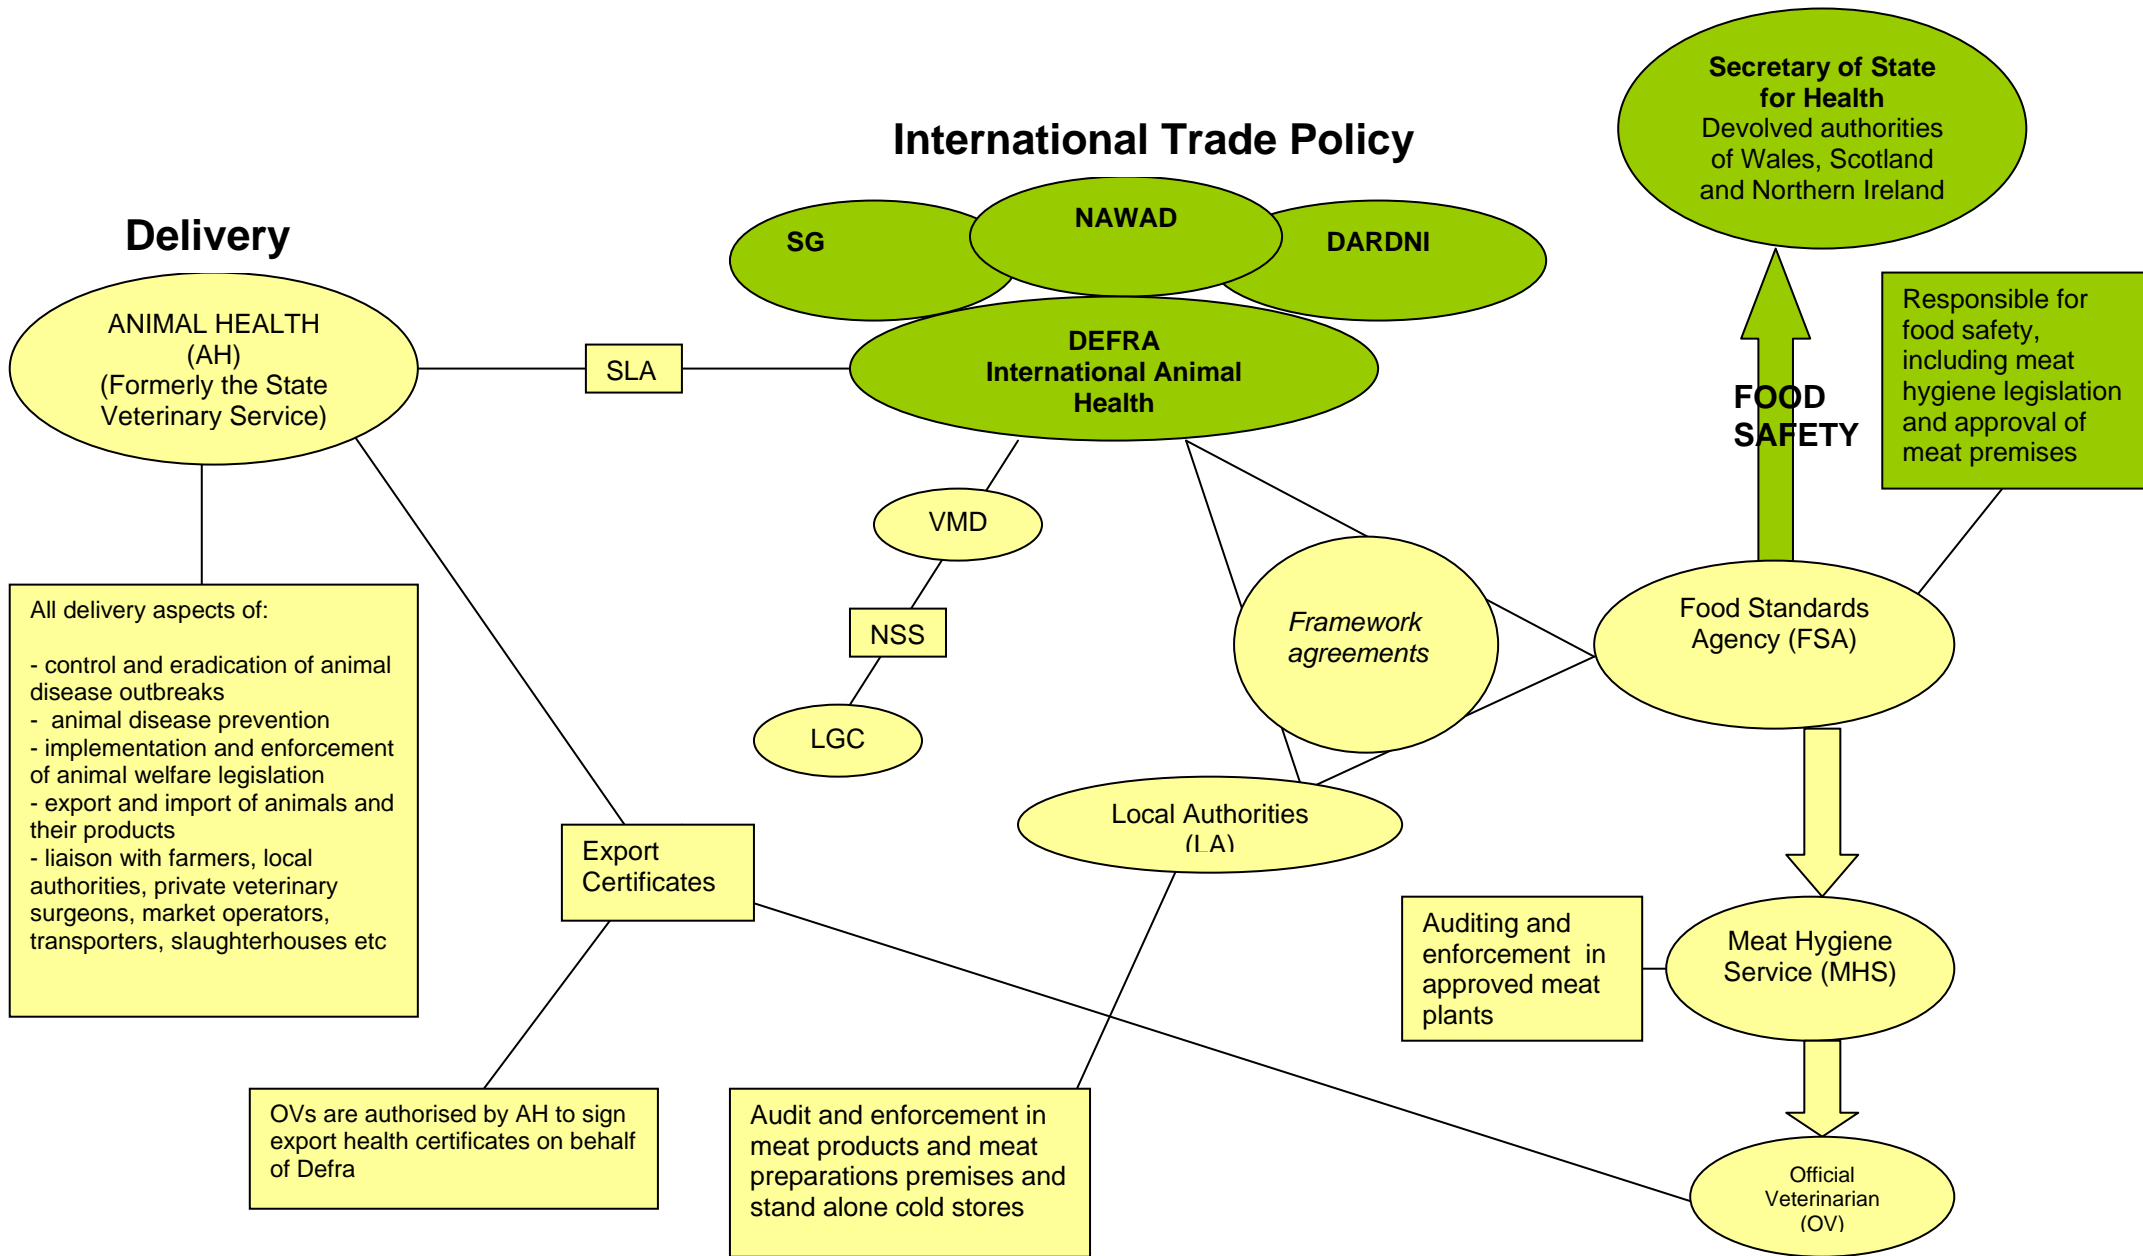 Secretary of State
for Health
Devolved authorities
of Wales, Scotland
and Northern Ireland
International Trade Policy
Delivery
SG
NAWAD
DARDNI
ANIMAL HEALTH
(AH)
(Formerly the State
Veterinary Service)
SLA
DEFRA
International Animal
Health
FOOD
SAFETY
Responsible for
food safety,
including meat
hygiene legislation
and approval of
meat premises
VMD
NSS
LGC
Framework
agreements
Food Standards
Agency (FSA)
All delivery aspects of:
- control and eradication of animal
disease outbreaks
-  animal disease prevention
- implementation and enforcement
of animal welfare legislation
- export and import of animals and
their products
- liaison with farmers, local
authorities, private veterinary
surgeons, market operators,
transporters, slaughterhouses etc
Export
Certificates
Local Authorities
(LA)
Auditing and
enforcement  in
approved meat
plants
Meat Hygiene
Service (MHS)
OVs are authorised by AH to sign
export health certificates on behalf
of Defra
Audit and enforcement in
meat products and meat
preparations premises and
stand alone cold stores
Official
Veterinarian
(OV)